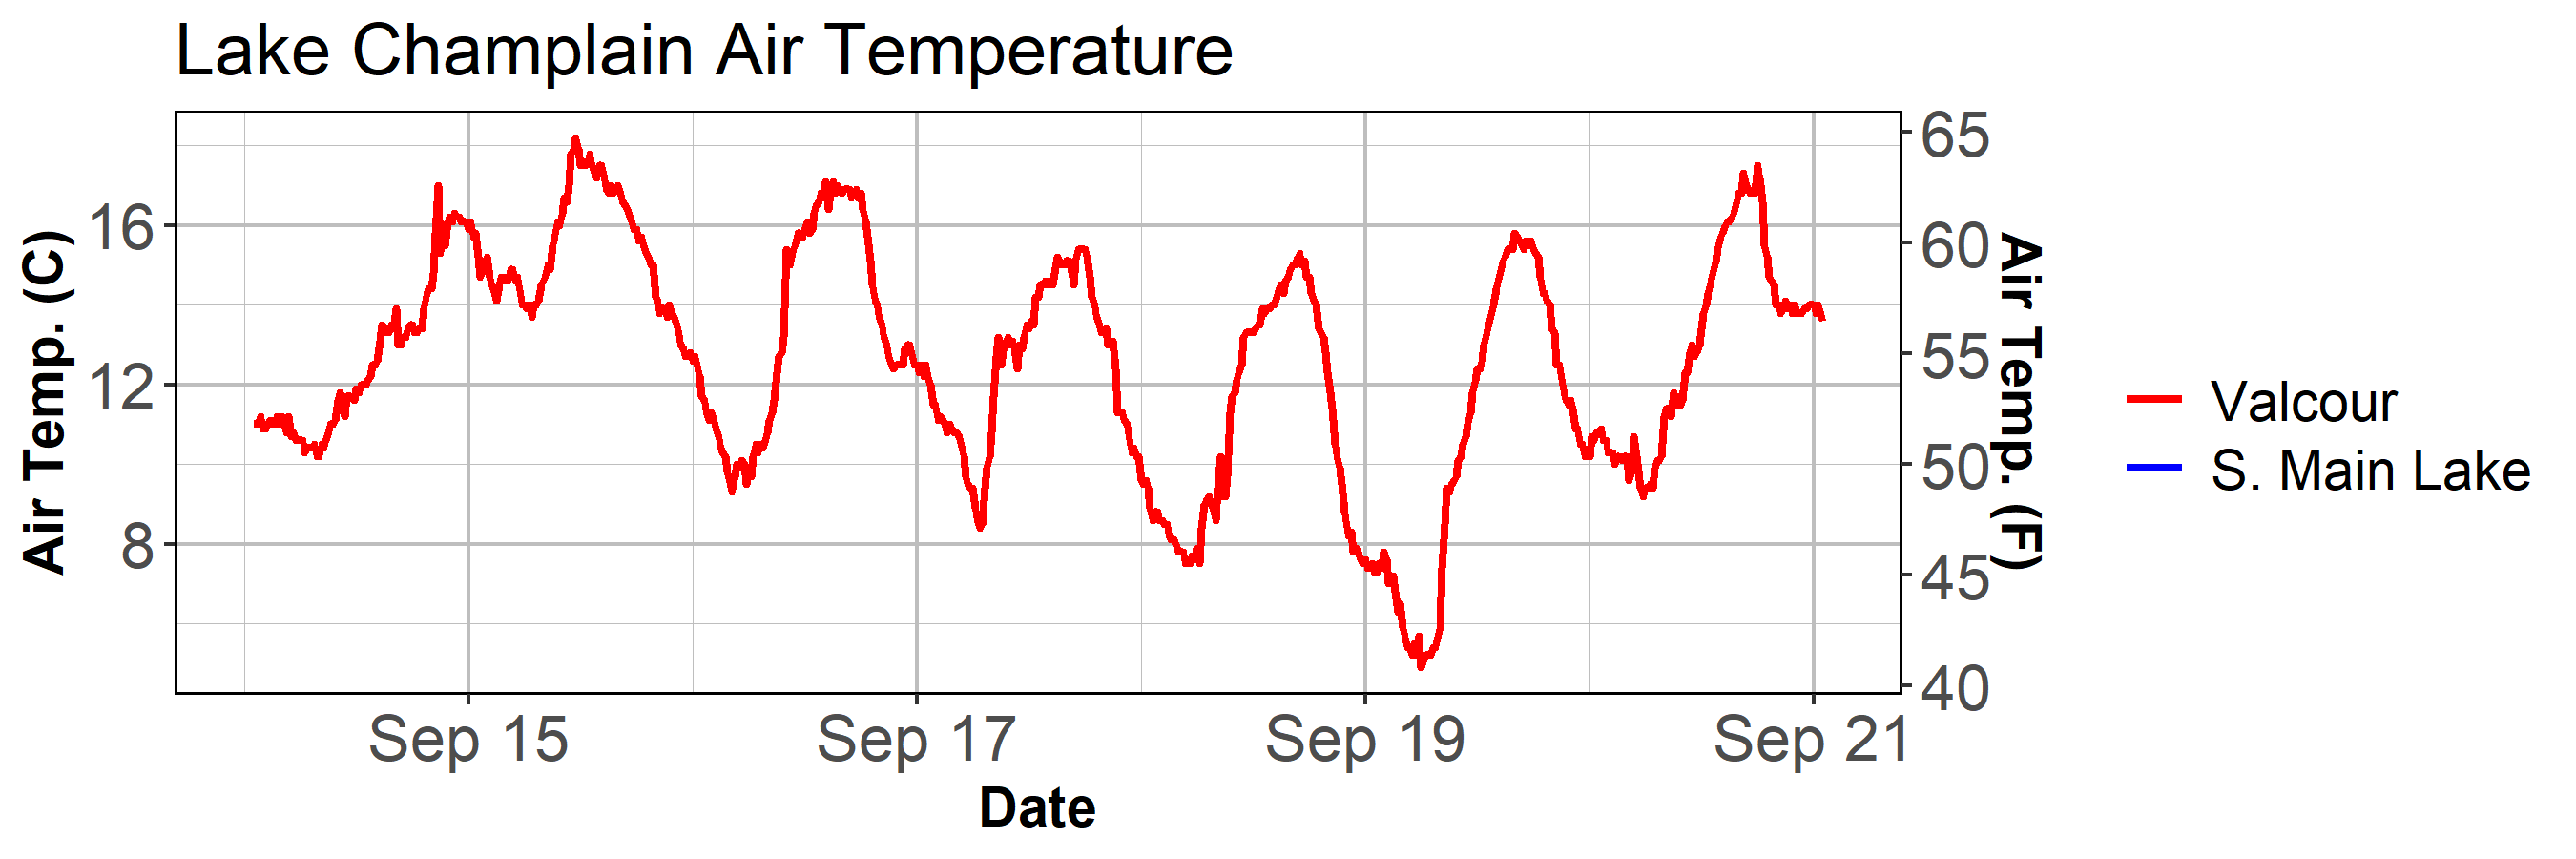 Lake Champlain Air Temperature
Air Temp. (C)
16
12
8
65
60
55
50
45
40
Air Temp. (F)
Sep 15
Sep 17
Sep 19
Sep 21
Date
Valcour
S. Main Lake